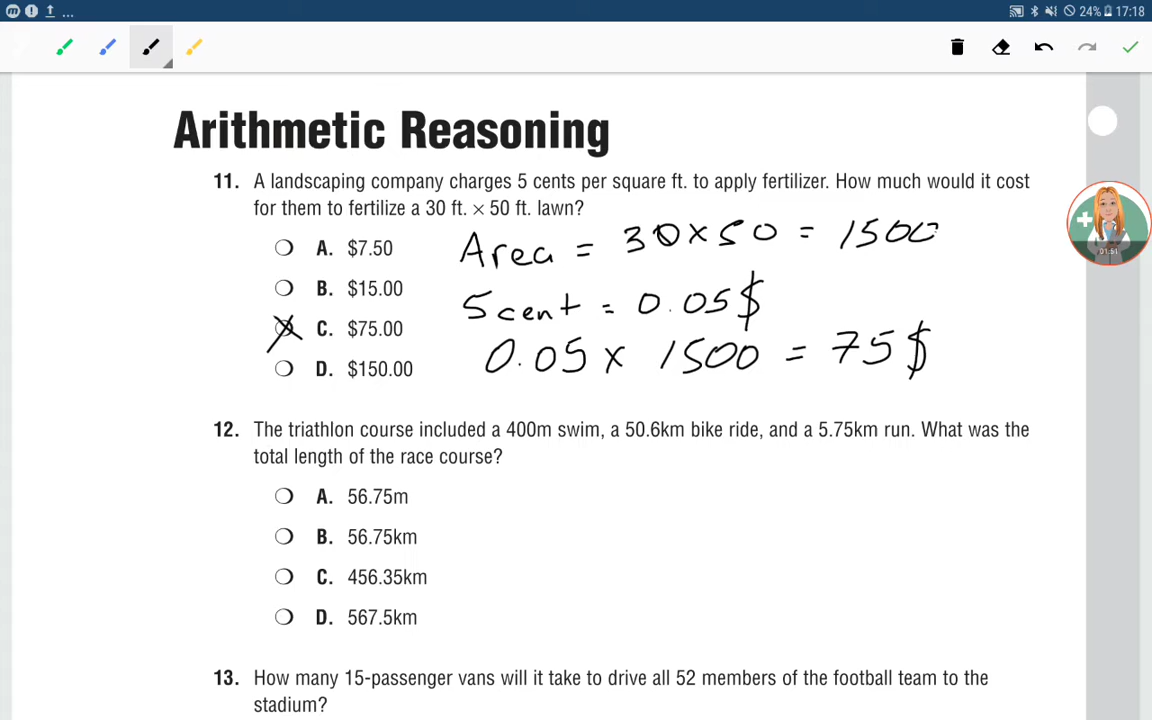 ... 24% 17:18
Arithmetic Reasoning
11. A landscaping company charges 5 cents per square ft. to apply fertilizer. How much would it cost
for them to fertilize a 30 ft. × 50 ft. lawn?
A. $7.50
Area = 30×50 = 1500
B. $15.00
5 cent = 0.05$
C. $75.00
0.05 × 1500 = 75$
D. $150.00
12. The triathlon course included a 400m swim, a 50.6km bike ride, and a 5.75km run. What was the
total length of the race course?
A. 56.75m
B. 56.75km
C. 456.35km
D. 567.5km
13. How many 15-passenger vans will it take to drive all 52 members of the football team to the
stadium?
01:51